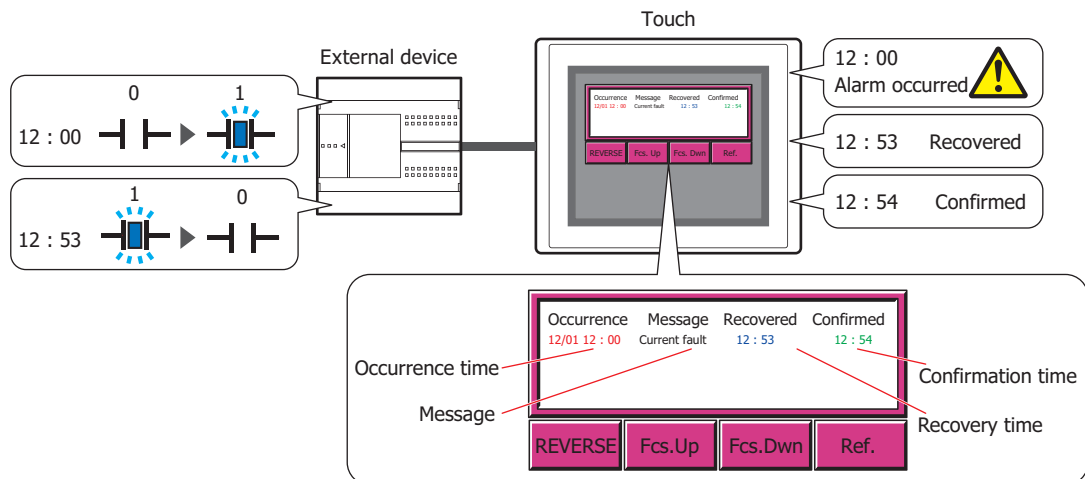 Touch
External device
0 1
12 : 00
1 0
12 : 53
12 : 00
Alarm occurred
12 : 53 Recovered
12 : 54 Confirmed
Occurrence Message Recovered Confirmed
12/01 12 : 00 Current fault 12 : 53 12 : 54
REVERSE Fcs. Up Fcs. Dwn Ref.
Occurrence Message Recovered Confirmed
12/01 12 : 00 Current fault 12 : 53 12 : 54
Occurrence time
Confirmation time
Message
Recovery time
REVERSE Fcs.Up Fcs.Dwn Ref.